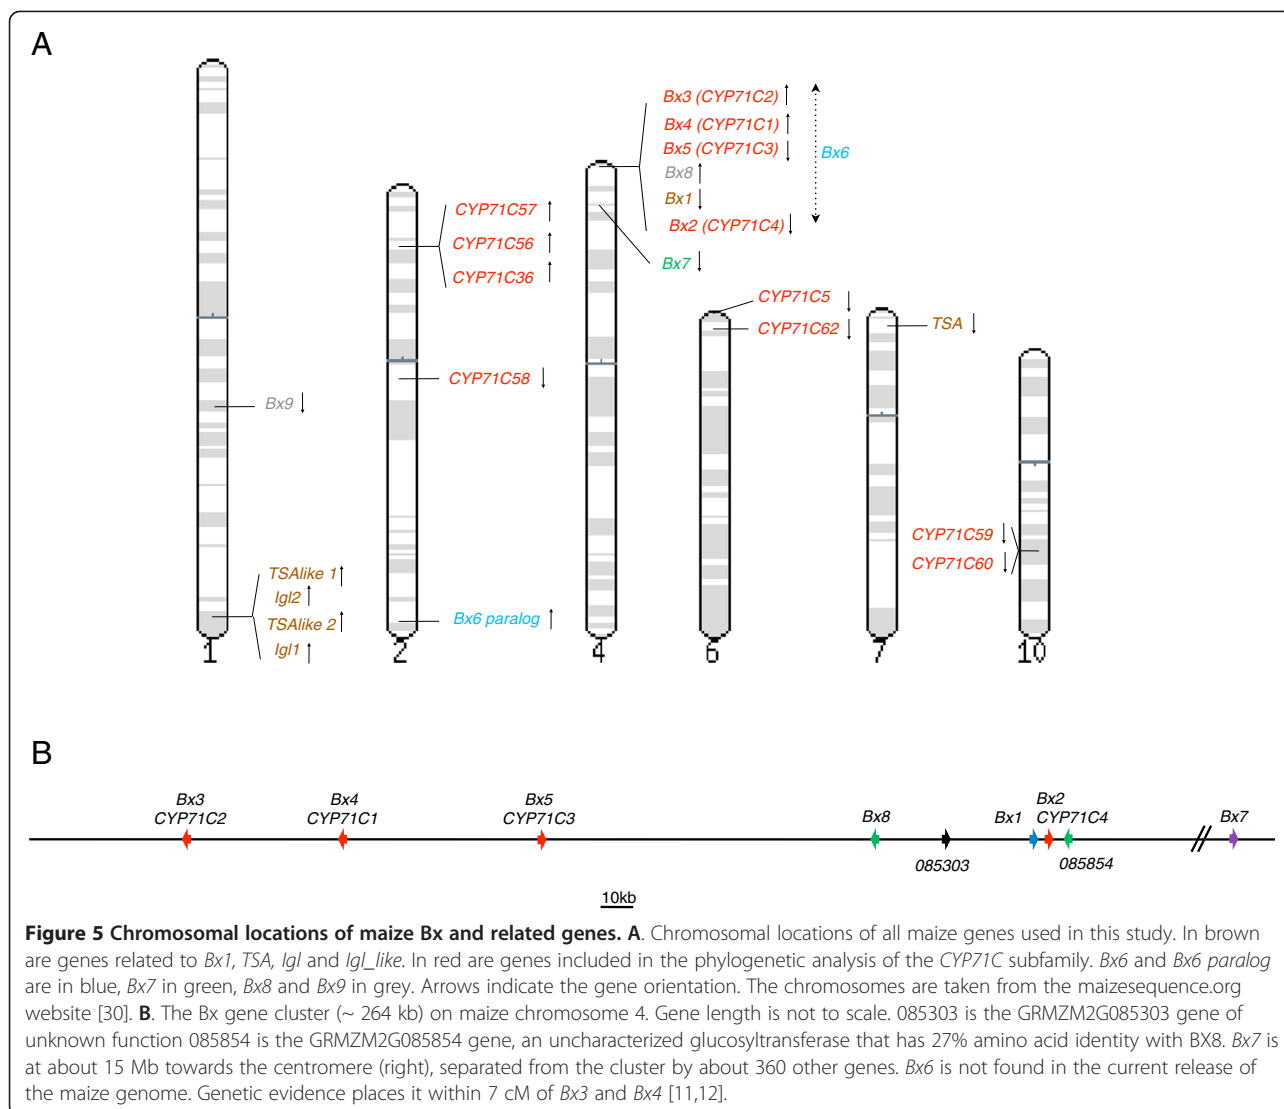 A
Bx3 (CYP71C2)
Bx4 (CYP71C1)
Bx5 (CYP71C3)
Bx6
Bx8
Bx1
Bx2 (CYP71C4)
Bx7
CYP71C57
CYP71C56
CYP71C36
CYP71C5
CYP71C62
TSA
CYP71C58
Bx9
CYP71C59
CYP71C60
TSAlike 1
Igl2
TSAlike 2
Igl1
Bx6 paralog
1 2 4 6 7 10
B
Bx3
CYP71C2
Bx4
CYP71C1
Bx5
CYP71C3
Bx8
085303
Bx1
Bx2
CYP71C4
085854
Bx7
10kb
Figure 5 Chromosomal locations of maize Bx and related genes. A. Chromosomal locations of all maize genes used in this study. In brown
are genes related to Bx1, TSA, Igl and Igl_like. In red are genes included in the phylogenetic analysis of the CYP71C subfamily. Bx6 and Bx6 paralog
are in blue, Bx7 in green, Bx8 and Bx9 in grey. Arrows indicate the gene orientation. The chromosomes are taken from the maizesequence.org
website [30]. B. The Bx gene cluster (~ 264 kb) on maize chromosome 4. Gene length is not to scale. 085303 is the GRMZM2G085303 gene of
unknown function 085854 is the GRMZM2G085854 gene, an uncharacterized glucosyltransferase that has 27% amino acid identity with BX8. Bx7 is
at about 15 Mb towards the centromere (right), separated from the cluster by about 360 other genes. Bx6 is not found in the current release of
the maize genome. Genetic evidence places it within 7 cM of Bx3 and Bx4 [11,12].